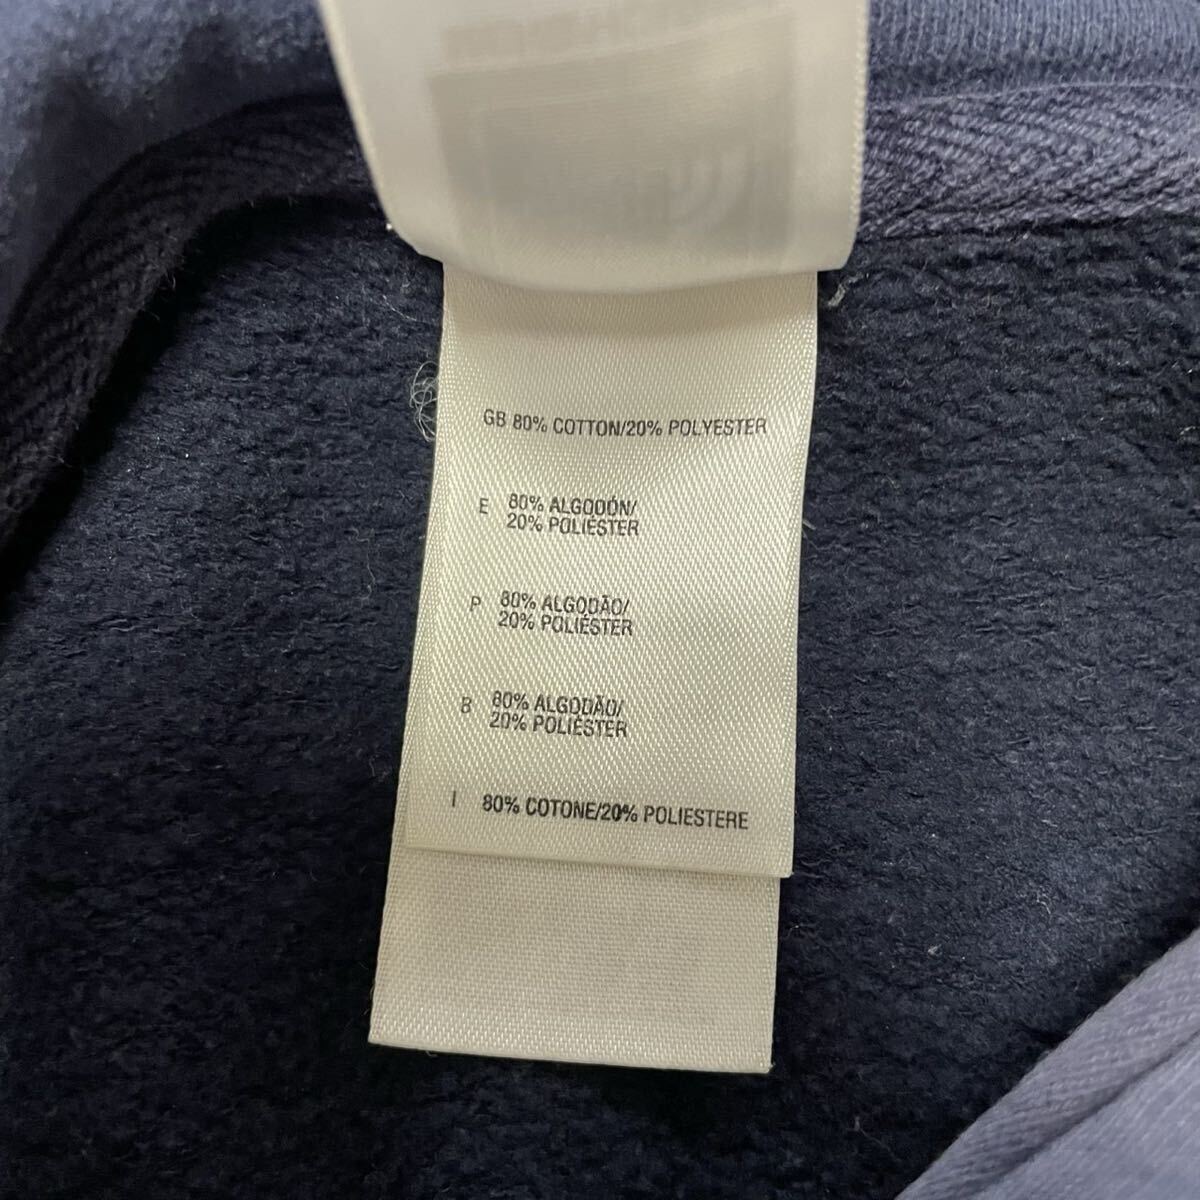 GB 80% COTTON/20% POLYESTER
E 80% ALGODÓN/
20% POLIÉSTER
P 80% ALGODÃO/
20% POLIÉSTER
B 80% ALGODÃO/
20% POLIÉSTER
I 80% COTONE/20% POLIESTERE